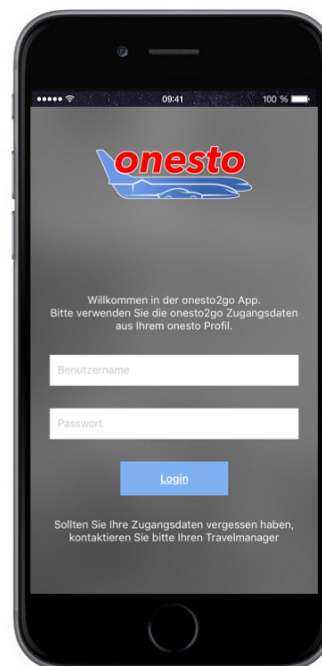 09:41
100 %
onesto
Willkommen in der onesto2go App.
Bitte verwenden Sie die onesto2go Zugangsdaten
aus Ihrem onesto Profil.
Benutzername
Passwort
Login
Sollten Sie Ihre Zugangsdaten vergessen haben,
kontaktieren Sie bitte Ihren Travelmanager